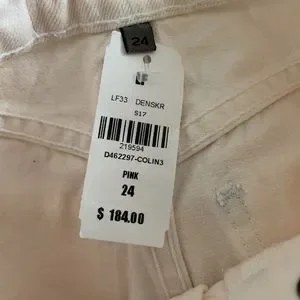 24
LF33 DENSKR
S17
219594
D462297-COLIN3
PINK
24
$ 184.00